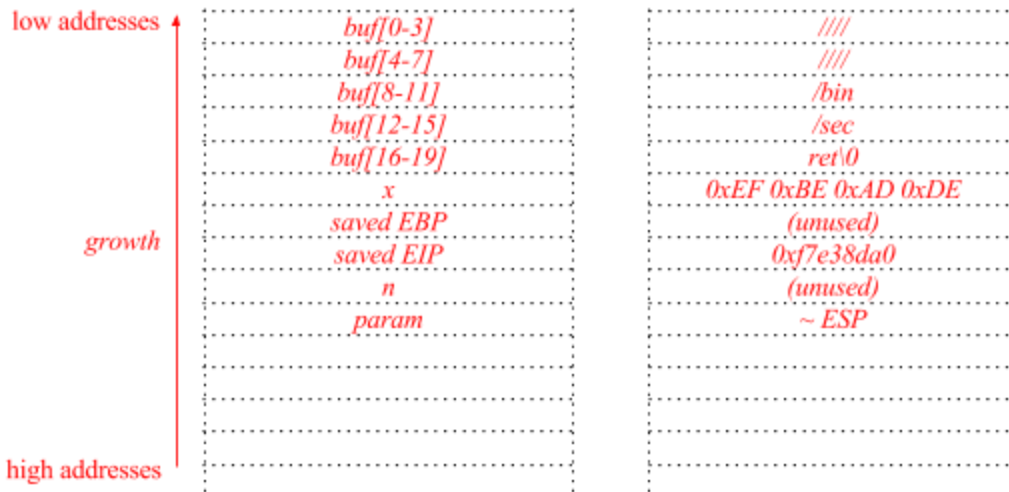 low addresses
buf[0-3] ////
buf[4-7] ////
buf[8-11] /bin
buf[12-15] /sec
buf[16-19] ret\0
x 0xEF 0xBE 0xAD 0xDE
saved EBP (unused)
growth
saved EIP 0xf7e38da0
n (unused)
param ~ ESP
high addresses